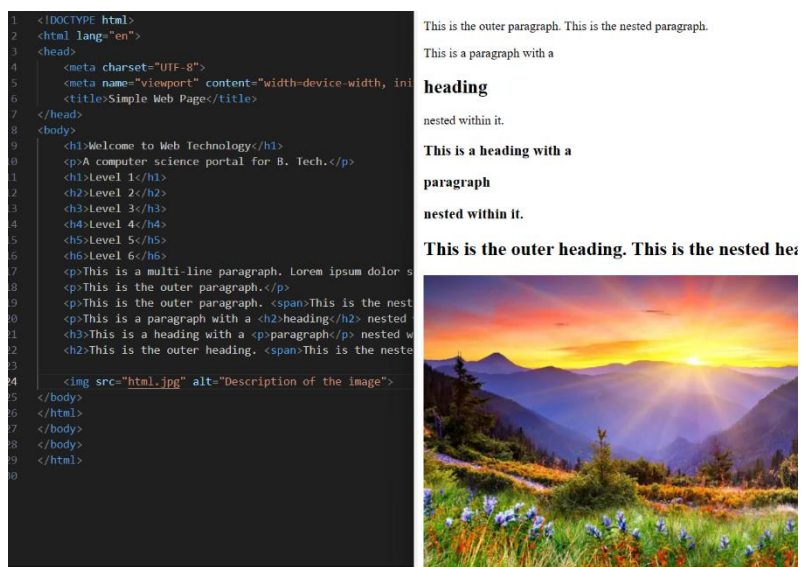 1 <!DOCTYPE html>
2 <html lang="en">
3 <head>
4 <meta charset="UTF-8">
5 <meta name="viewport" content="width=device-width, ini
6 <title>Simple Web Page</title>
7 </head>
8 <body>
9 <h1>Welcome to Web Technology</h1>
10 <p>A computer science portal for B. Tech.</p>
11 <h1>Level 1</h1>
12 <h2>Level 2</h2>
13 <h3>Level 3</h3>
14 <h4>Level 4</h4>
15 <h5>Level 5</h5>
16 <h6>Level 6</h6>
17 <p>This is a multi-line paragraph. Lorem ipsum dolor s
18 <p>This is the outer paragraph.</p>
19 <p>This is the outer paragraph. <span>This is the nest
20 <p>This is a paragraph with a <h2>heading</h2> nested
21 <h3>This is a heading with a <p>paragraph</p> nested w
22 <h2>This is the outer heading. <span>This is the neste
23
24 <img src="html.jpg" alt="Description of the image">
25 </body>
26 </html>
27 </body>
28 </body>
29 </html>
This is the outer paragraph. This is the nested paragraph.
This is a paragraph with a
heading
nested within it.
This is a heading with a
paragraph
nested within it.
This is the outer heading. This is the nested hea